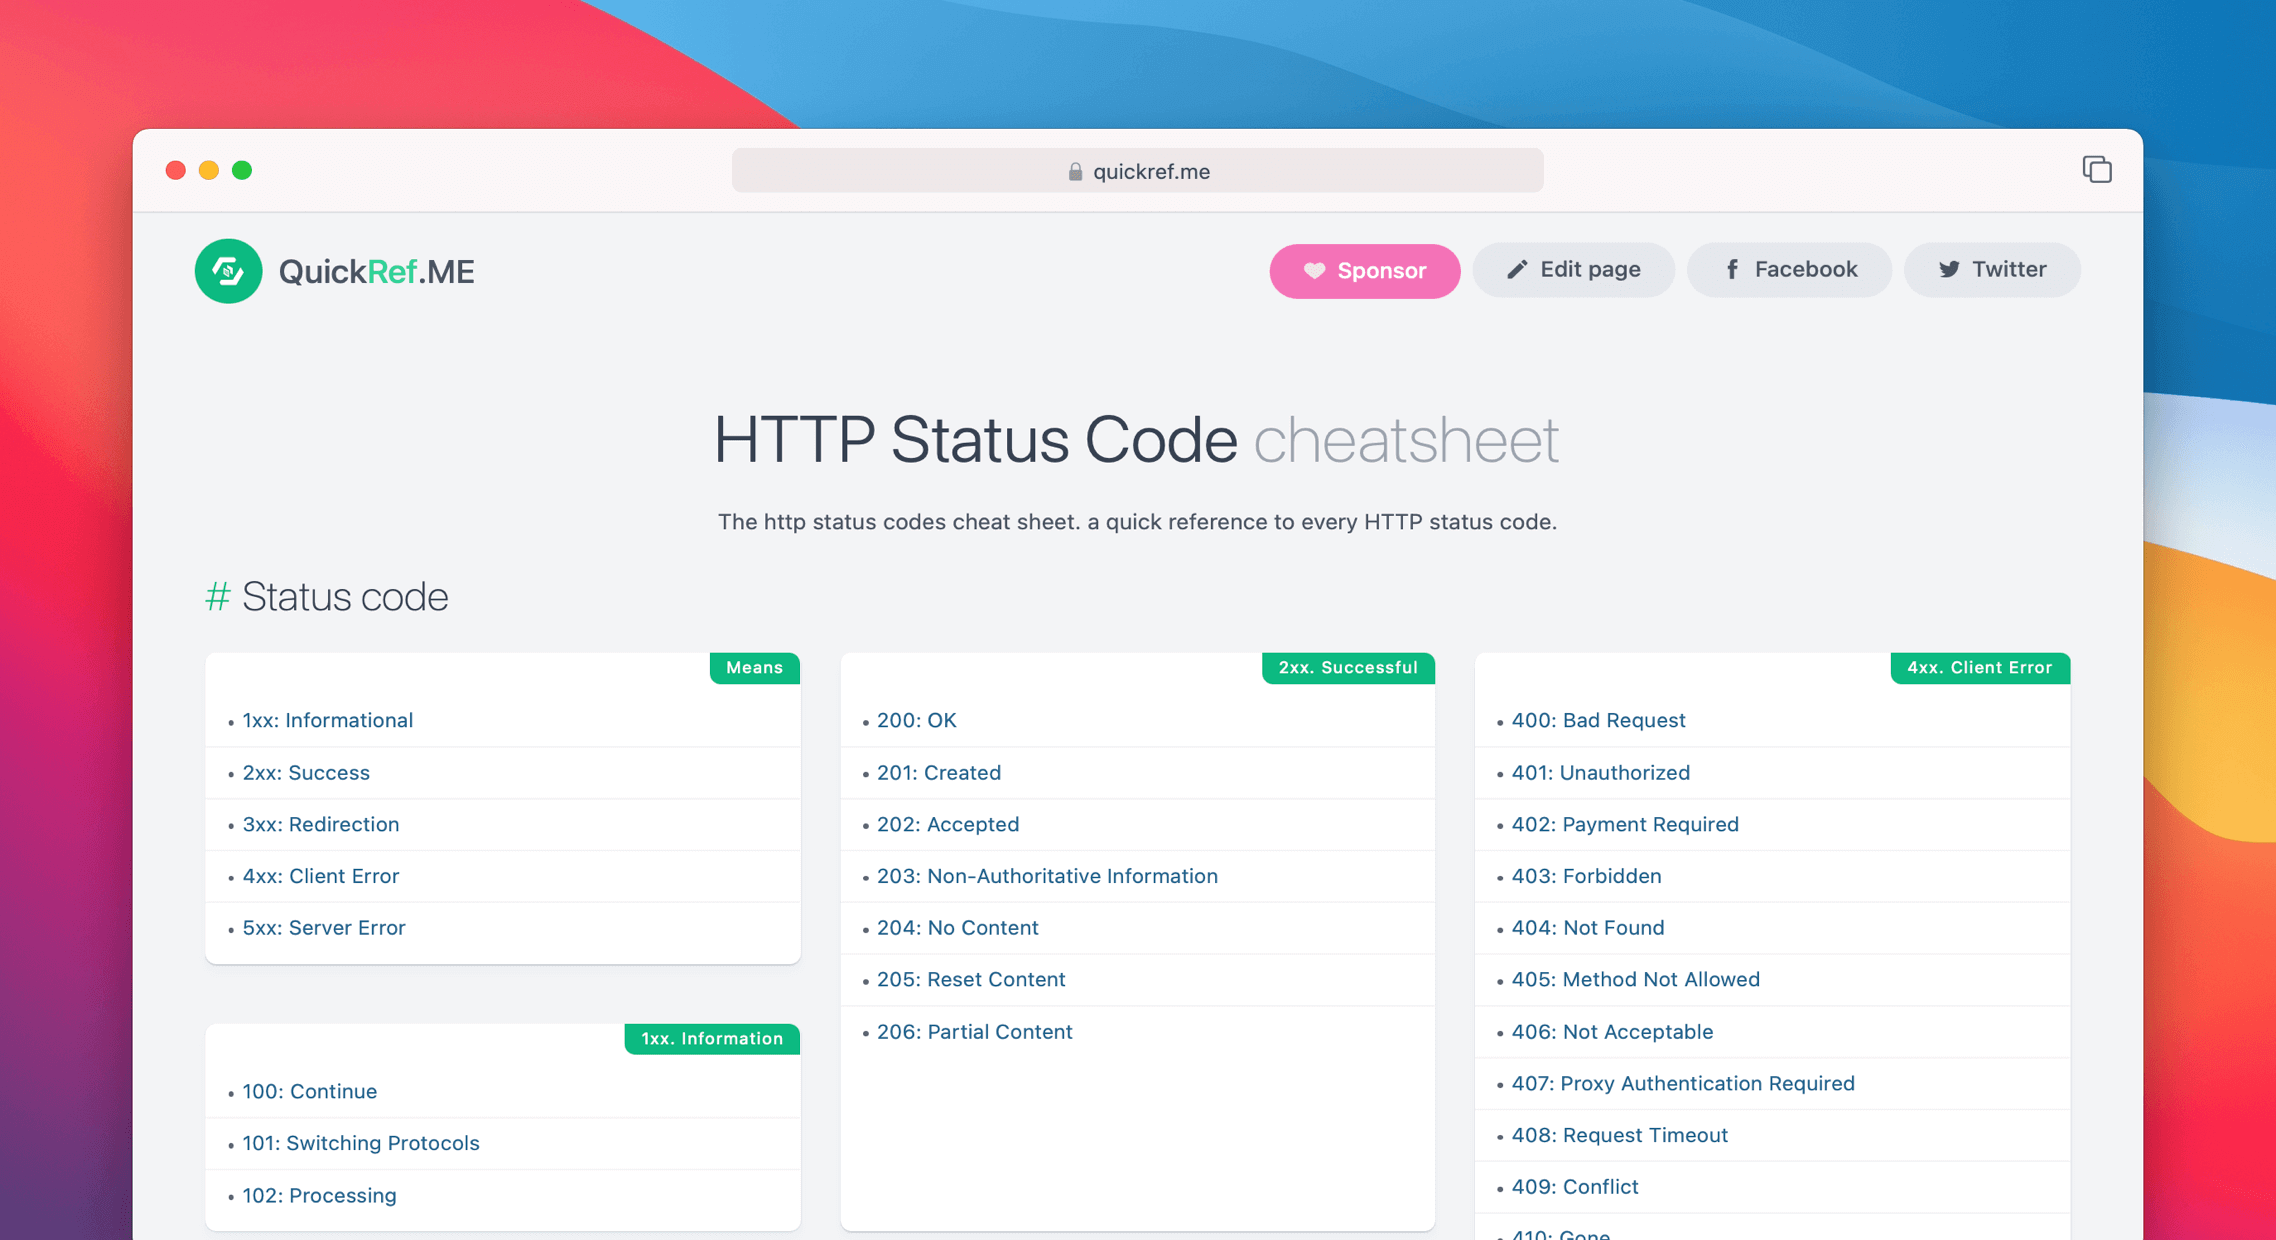 quickref.me
QuickRef.ME
Sponsor
Edit page
Facebook
Twitter
HTTP Status Code cheatsheet
The http status codes cheat sheet. a quick reference to every HTTP status code.
# Status code
Means
• 1xx: Informational
• 2xx: Success
• 3xx: Redirection
• 4xx: Client Error
• 5xx: Server Error
1xx. Information
• 100: Continue
• 101: Switching Protocols
• 102: Processing
2xx. Successful
• 200: OK
• 201: Created
• 202: Accepted
• 203: Non-Authoritative Information
• 204: No Content
• 205: Reset Content
• 206: Partial Content
4xx. Client Error
• 400: Bad Request
• 401: Unauthorized
• 402: Payment Required
• 403: Forbidden
• 404: Not Found
• 405: Method Not Allowed
• 406: Not Acceptable
• 407: Proxy Authentication Required
• 408: Request Timeout
• 409: Conflict
• 410: Gone